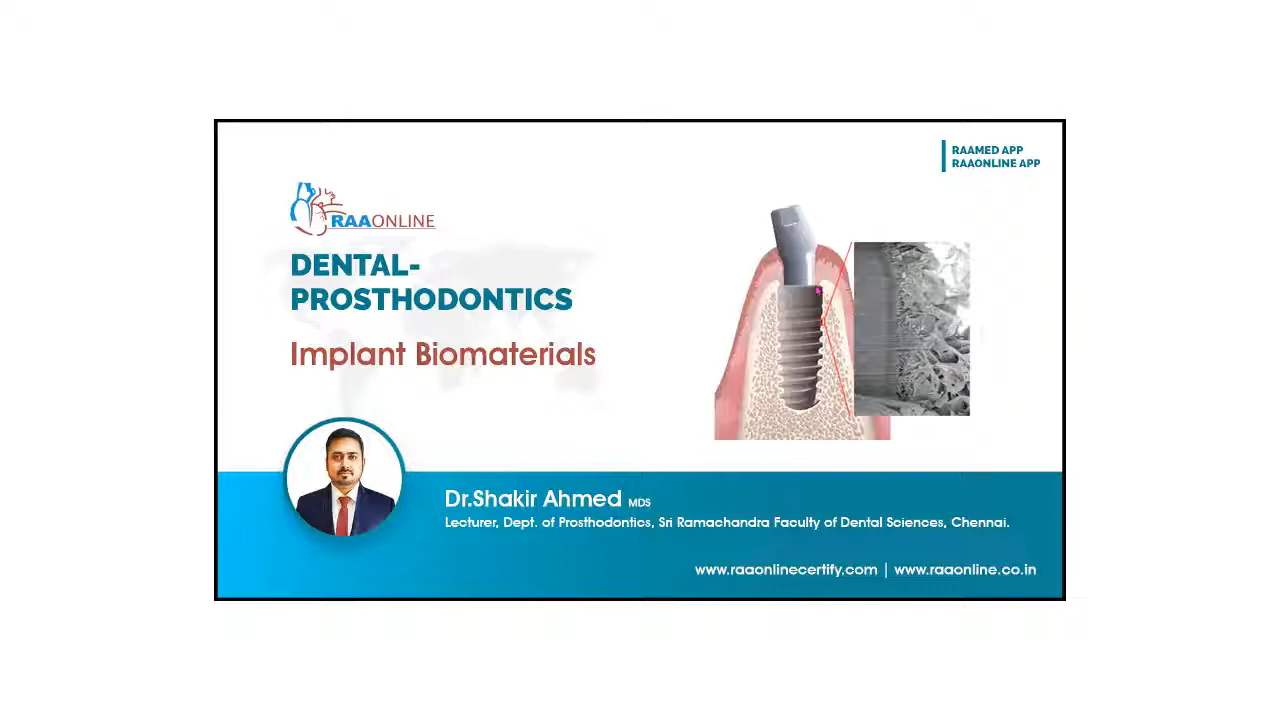 RAAMED APP
RAAONLINE APP
RAAONLINE
DENTAL-
PROSTHODONTICS
Implant Biomaterials
Dr.Shakir Ahmed MDS
Lecturer, Dept. of Prosthodontics, Sri Ramachandra Faculty of Dental Sciences, Chennai.
www.raaonlinecertify.com | www.raaonline.co.in